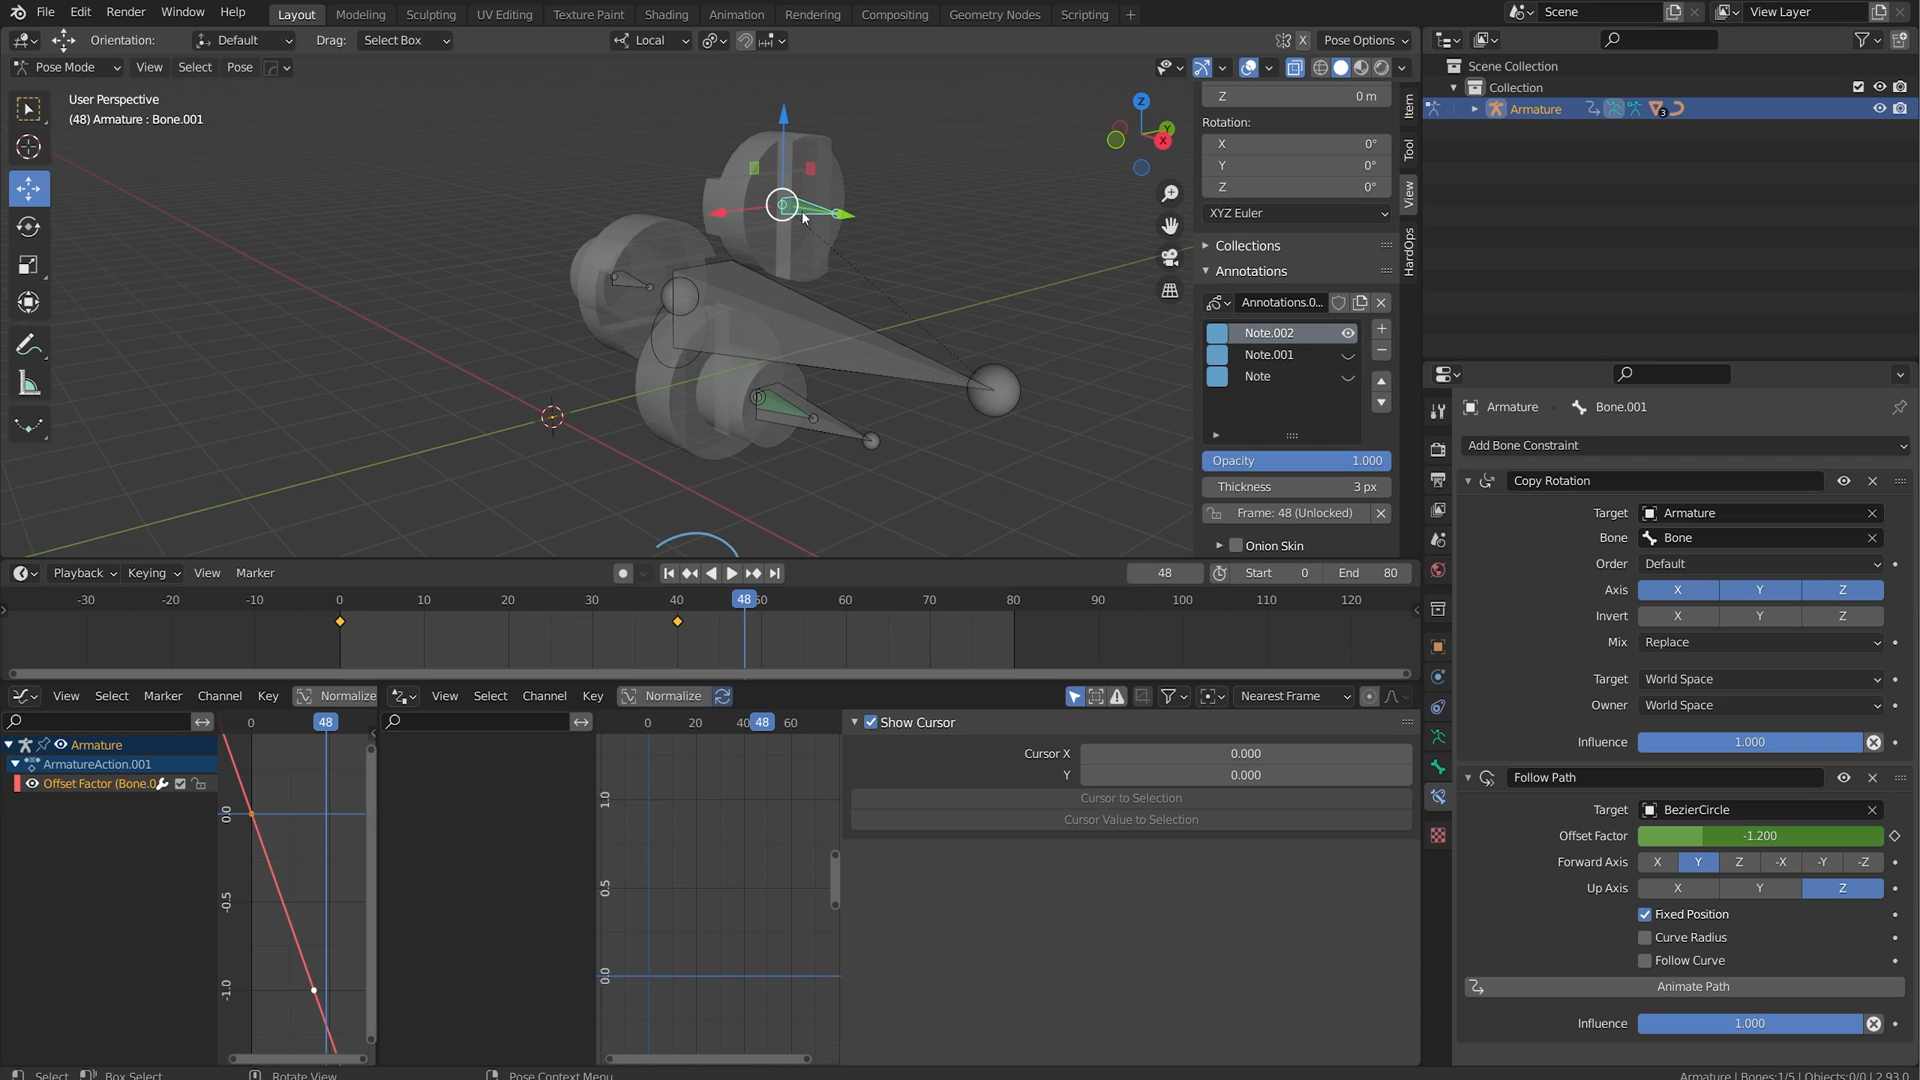 File Edit Render Window Help Layout Modeling Sculpting UV Editing Texture Paint Shading Animation Rendering Compositing Geometry Nodes Scripting + Scene View Layer
Orientation: Default Drag: Select Box Local X Pose Options
Pose Mode View Select Pose
User Perspective
(48) Armature : Bone.001
Z
Y
X
Z 0 m
Rotation:
X 0°
Y 0°
Z 0°
XYZ Euler
Collections
Annotations
Annotations.0...
Note.002
Note.001
Note
Opacity 1.000
Thickness 3 px
Frame: 48 (Unlocked)
Onion Skin
Item
Tool
View
HardOps
Scene Collection
Collection
Armature 3
Armature Bone.001
Add Bone Constraint
Copy Rotation
Target Armature
Bone Bone
Order Default
Axis X Y Z
Invert X Y Z
Mix Replace
Target World Space
Owner World Space
Influence 1.000
Follow Path
Target BezierCircle
Offset Factor -1.200
Forward Axis X Y Z -X -Y -Z
Up Axis X Y Z
Fixed Position
Curve Radius
Follow Curve
Animate Path
Influence 1.000
Playback Keying View Marker 48 Start 0 End 80
-30 -20 -10 0 10 20 30 40 48 50 60 70 80 90 100 110 120
View Select Marker Channel Key Normalize
0 48
Armature
ArmatureAction.001
Offset Factor (Bone.0
0.0
-0.5
-1.0
View Select Channel Key Normalize Nearest Frame
0 20 40 48 60
1.0
0.5
0.0
Show Cursor
Cursor X 0.000
Y 0.000
Cursor to Selection
Cursor Value to Selection
Select Box Select Rotate View Pose Context Menu Armature | Bones:1/5 | Objects:0/0 | 2.93.0